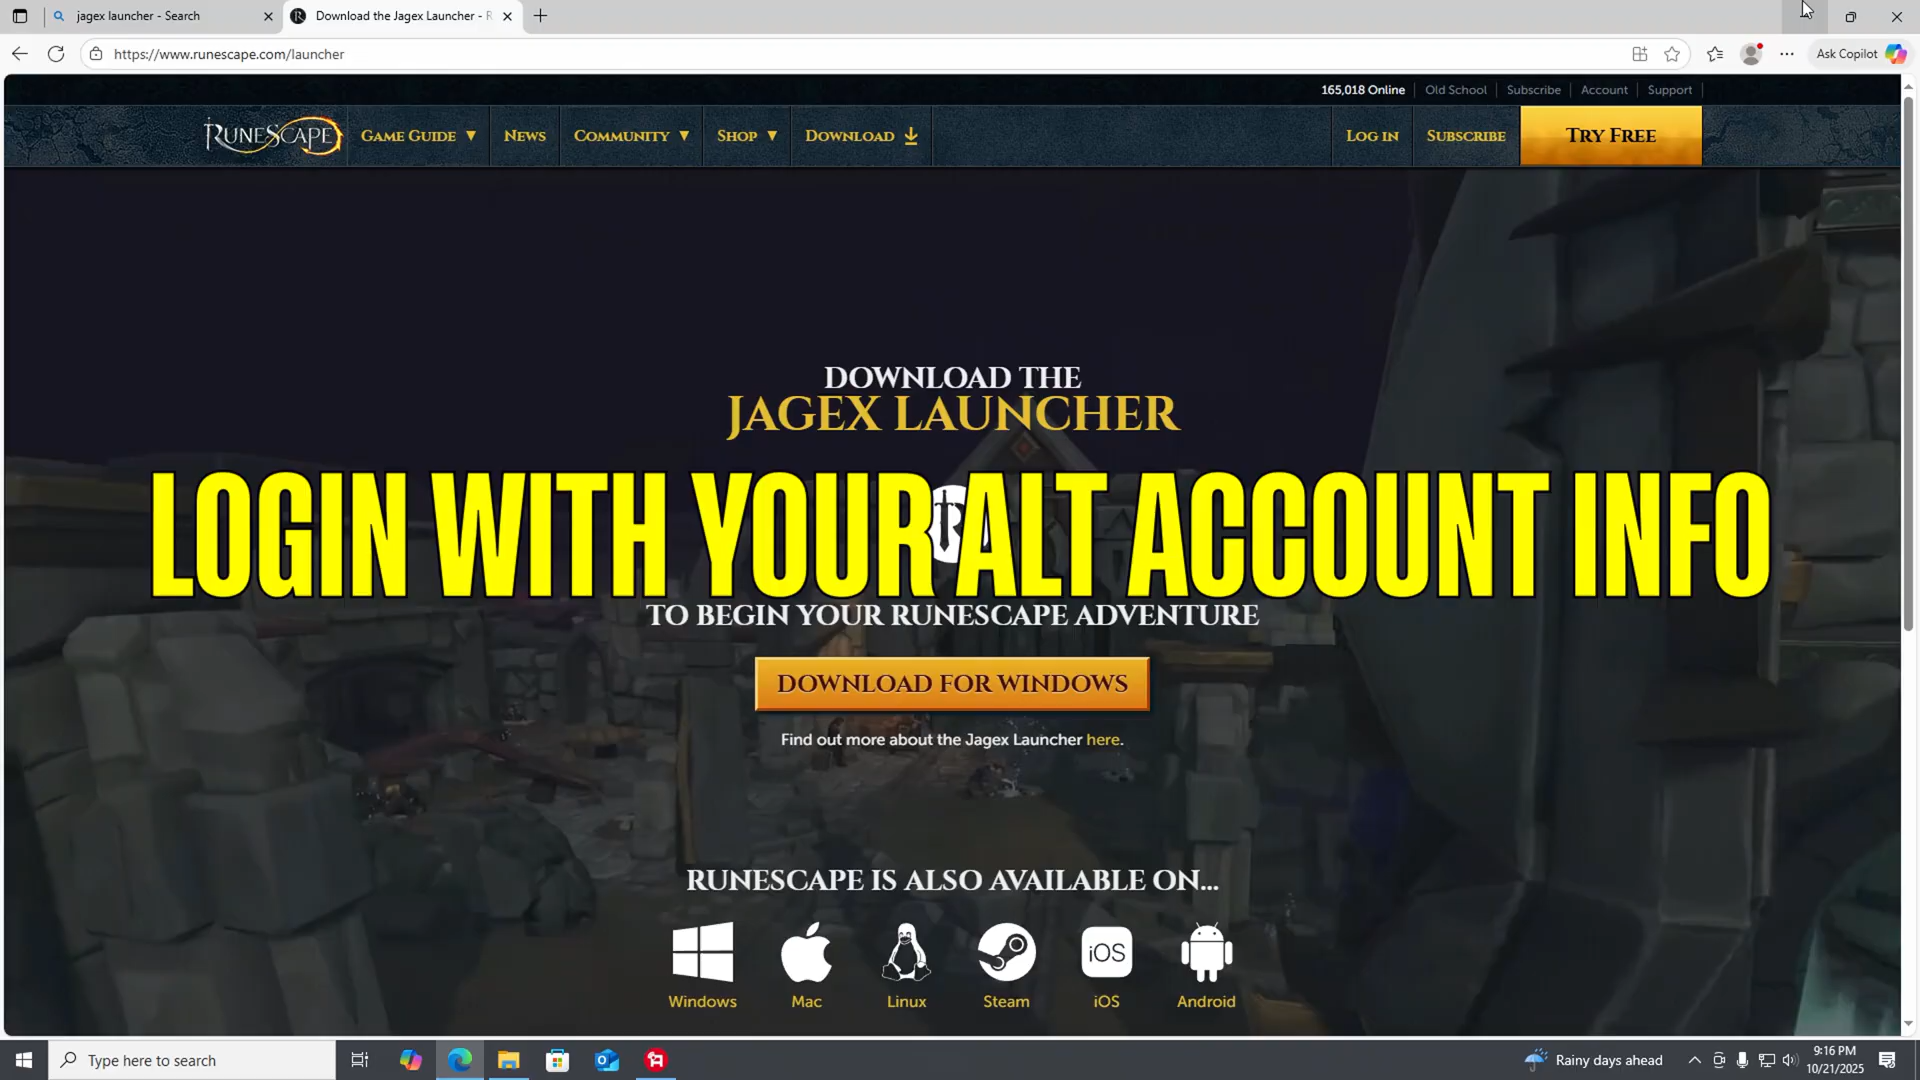 jagex launcher - Search
Download the Jagex Launcher - R
https://www.runescape.com/launcher
Ask Copilot
165,018 Online
Old School
Subscribe
Account
Support
RUNESCAPE
GAME GUIDE
NEWS
COMMUNITY
SHOP
DOWNLOAD
LOG IN
SUBSCRIBE
TRY FREE
DOWNLOAD THE
JAGEX LAUNCHER
LOGIN WITH YOUR ALT ACCOUNT INFO
TO BEGIN YOUR RUNESCAPE ADVENTURE
DOWNLOAD FOR WINDOWS
Find out more about the Jagex Launcher here.
RUNESCAPE IS ALSO AVAILABLE ON...
iOS
Windows
Mac
Linux
Steam
iOS
Android
Type here to search
Rainy days ahead
9:16 PM
10/21/2025